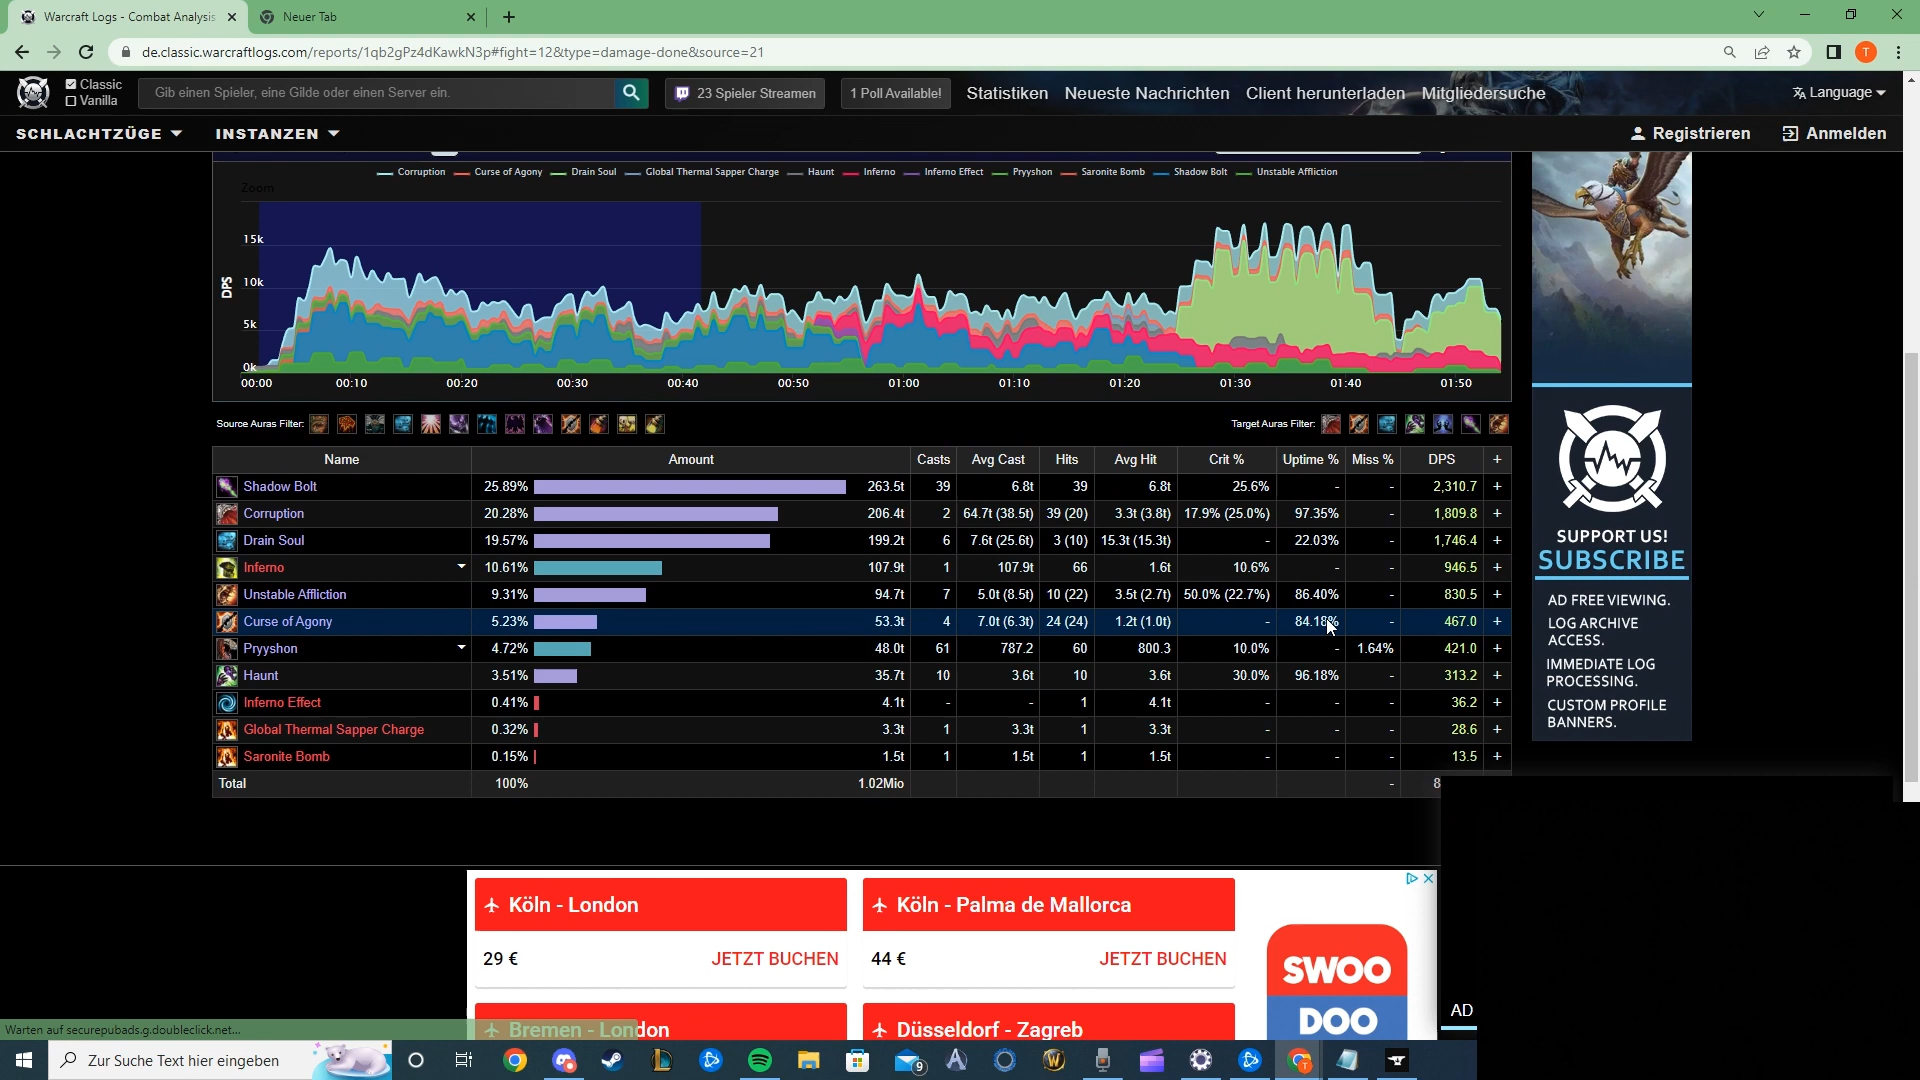 Warcraft Logs - Combat Analysis
Neuer Tab
de.classic.warcraftlogs.com/reports/1qb2gPz4dKawkN3p#fight=12&type=damage-done&source=21
T
Classic
Vanilla
Gib einen Spieler, eine Gilde oder einen Server ein.
23 Spieler Streamen
1 Poll Available!
Statistiken
Neueste Nachrichten
Client herunterladen
Mitgliedersuche
Language
SCHLACHTZÜGE
INSTANZEN
Registrieren
Anmelden
Corruption Curse of Agony Drain Soul Global Thermal Sapper Charge Haunt Inferno Inferno Effect Pryyshon Saronite Bomb Shadow Bolt Unstable Affliction
Zoom
DPS
15k
10k
5k
0k
00:00 00:10 00:20 00:30 00:40 00:50 01:00 01:10 01:20 01:30 01:40 01:50
Source Auras Filter:
Target Auras Filter:
Name Amount Casts Avg Cast Hits Avg Hit Crit % Uptime % Miss % DPS +
Shadow Bolt 25.89% 263.5t 39 6.8t 39 6.8t 25.6% - - 2,310.7 +
Corruption 20.28% 206.4t 2 64.7t (38.5t) 39 (20) 3.3t (3.8t) 17.9% (25.0%) 97.35% - 1,809.8 +
Drain Soul 19.57% 199.2t 6 7.6t (25.6t) 3 (10) 15.3t (15.3t) - 22.03% - 1,746.4 +
Inferno 10.61% 107.9t 1 107.9t 66 1.6t 10.6% - - 946.5 +
Unstable Affliction 9.31% 94.7t 7 5.0t (8.5t) 10 (22) 3.5t (2.7t) 50.0% (22.7%) 86.40% - 830.5 +
Curse of Agony 5.23% 53.3t 4 7.0t (6.3t) 24 (24) 1.2t (1.0t) - 84.18% - 467.0 +
Pryyshon 4.72% 48.0t 61 787.2 60 800.3 10.0% - 1.64% 421.0 +
Haunt 3.51% 35.7t 10 3.6t 10 3.6t 30.0% 96.18% - 313.2 +
Inferno Effect 0.41% 4.1t - - 1 4.1t - - - 36.2 +
Global Thermal Sapper Charge 0.32% 3.3t 1 3.3t 1 3.3t - - - 28.6 +
Saronite Bomb 0.15% 1.5t 1 1.5t 1 1.5t - - - 13.5 +
Total 100% 1.02Mio - 8
SUPPORT US!
SUBSCRIBE
AD FREE VIEWING.
LOG ARCHIVE
ACCESS.
IMMEDIATE LOG
PROCESSING.
CUSTOM PROFILE
BANNERS.
Köln - London
29 €
JETZT BUCHEN
Köln - Palma de Mallorca
44 €
JETZT BUCHEN
Bremen - London
Düsseldorf - Zagreb
SWOO
DOO
AD
Warten auf securepubads.g.doubleclick.net...
Zur Suche Text hier eingeben
9
T